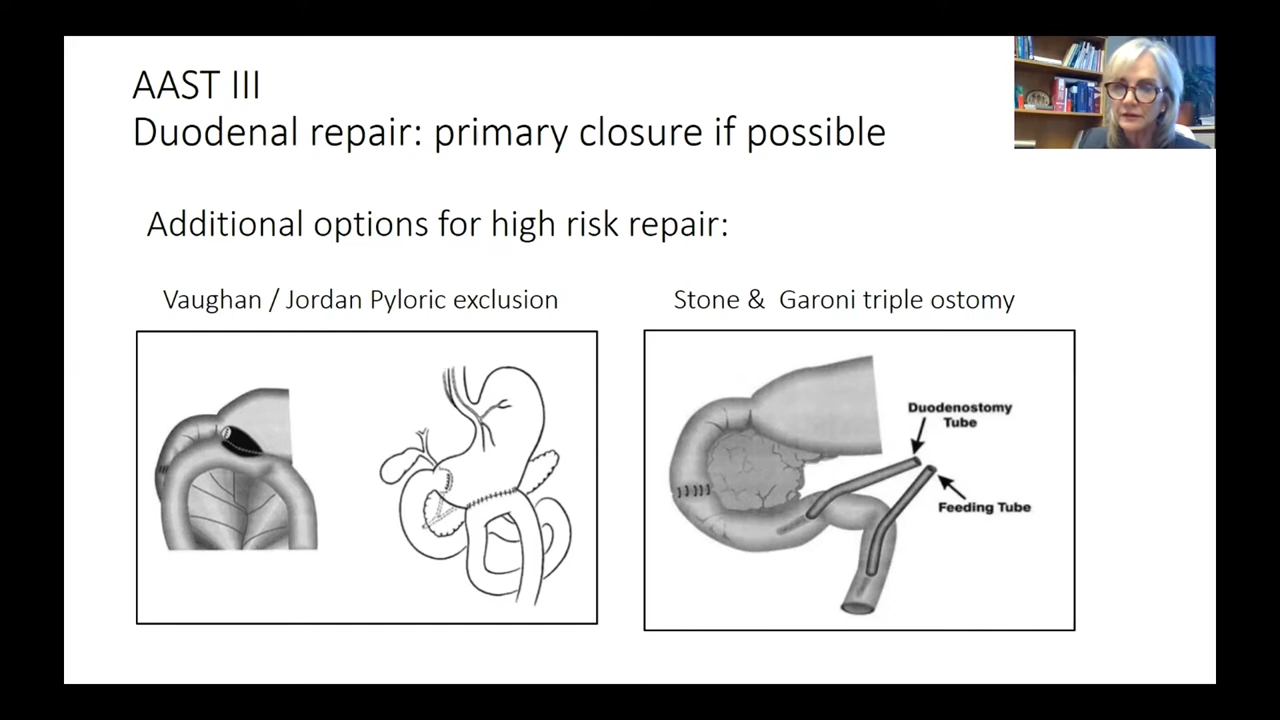 AAST III
Duodenal repair: primary closure if possible
Additional options for high risk repair:
Vaughan / Jordan Pyloric exclusion
Stone & Garoni triple ostomy
Duodenostomy
Tube
Feeding Tube